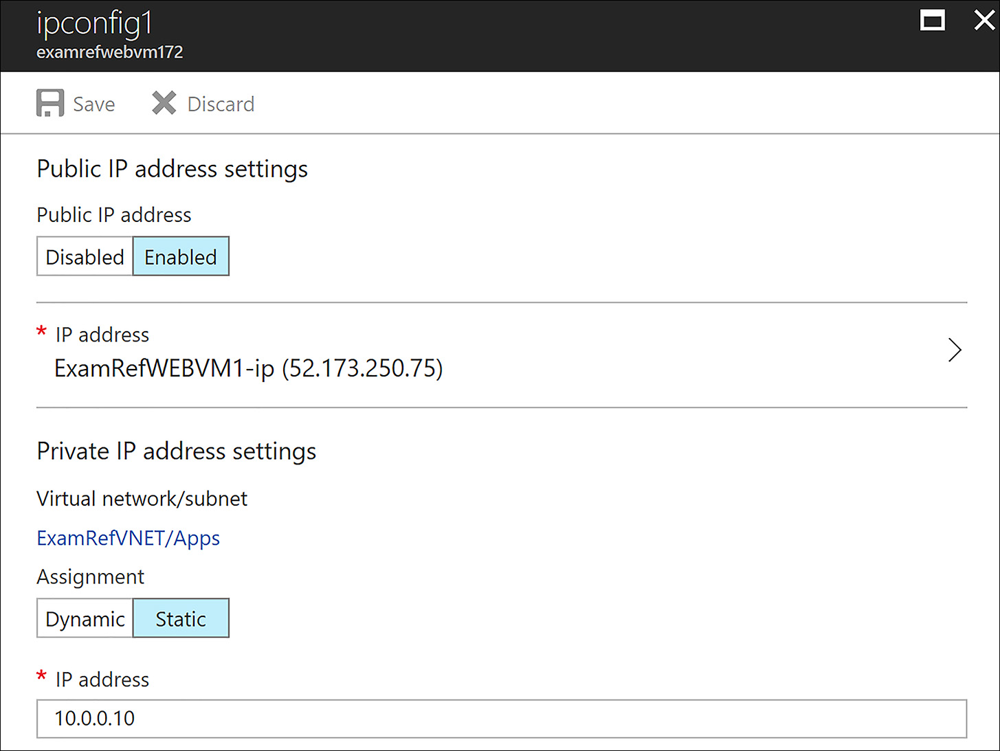 ipconfig1
examrefwebvm172
Save Discard
Public IP address settings
Public IP address
Disabled Enabled
* IP address
ExamRefWEBVM1-ip (52.173.250.75)
Private IP address settings
Virtual network/subnet
ExamRefVNET/Apps
Assignment
Dynamic Static
* IP address
10.0.0.10